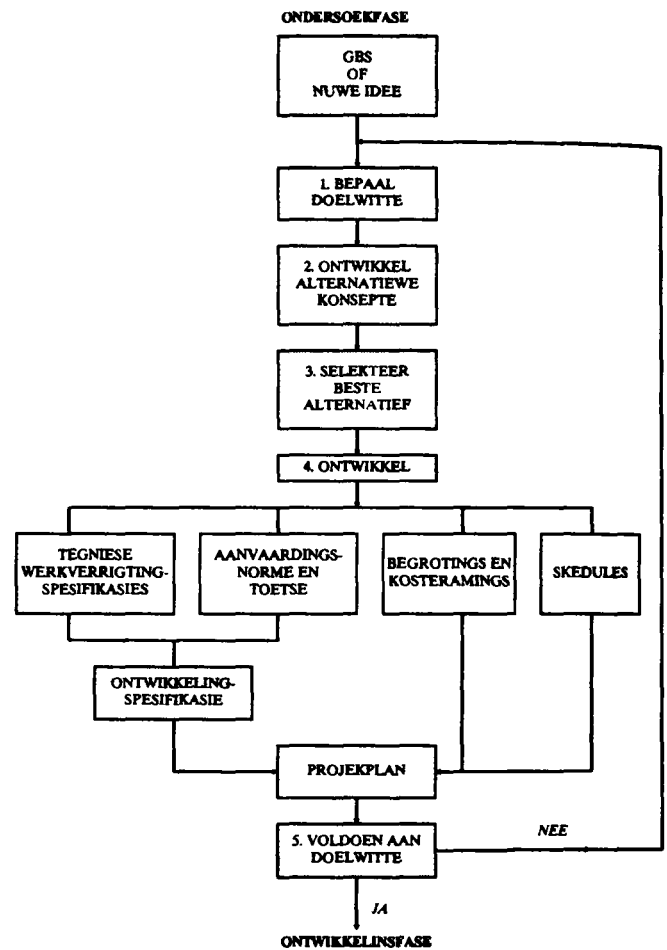 ONDERSOEKFASE
GBS
OF
NUWE IDEE
1. BEPAAL
DOELWITTE
2. ONTWIKKEL
ALTERNATIEWE
KONSEPTE
3. SELEKTEER
BESTE
ALTERNATIEF
4. ONTWIKKEL
TEGNIESE
WERKVERRIGTING-
SPESIFIKASIES
AANVAARDINGS-
NORME EN
TOETSE
BEGROTINGS EN
KOSTERAMINGS
SKEDULES
ONTWIKKELING-
SPESIFIKASIE
PROJEKPLAN
5. VOLDOEN AAN
DOELWITTE
NEE
JA
ONTWIKKELINSFASE